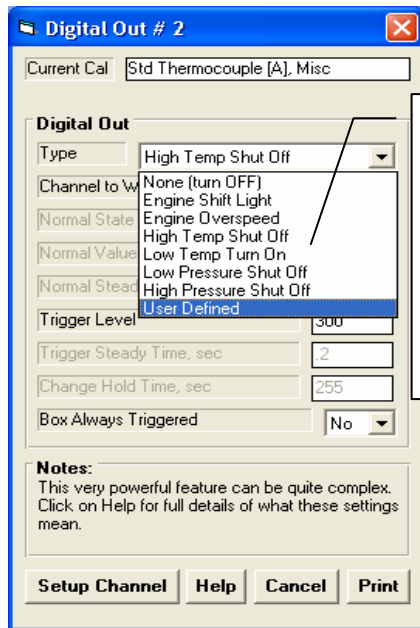 Digital Out # 2
Current Cal Std Thermocouple [A], Misc
Digital Out
Type High Temp Shut Off
Channel to W
None (turn OFF)
Engine Shift Light
Normal State
Engine Overspeed
High Temp Shut Off
Normal Value
Low Temp Turn On
Low Pressure Shut Off
Normal Stead
High Pressure Shut Off
User Defined
Trigger Level 300
Trigger Steady Time, sec .2
Change Hold Time, sec 255
Box Always Triggered No
Notes:
This very powerful feature can be quite complex.
Click on Help for full details of what these settings
mean.
Setup Channel Help Cancel Print